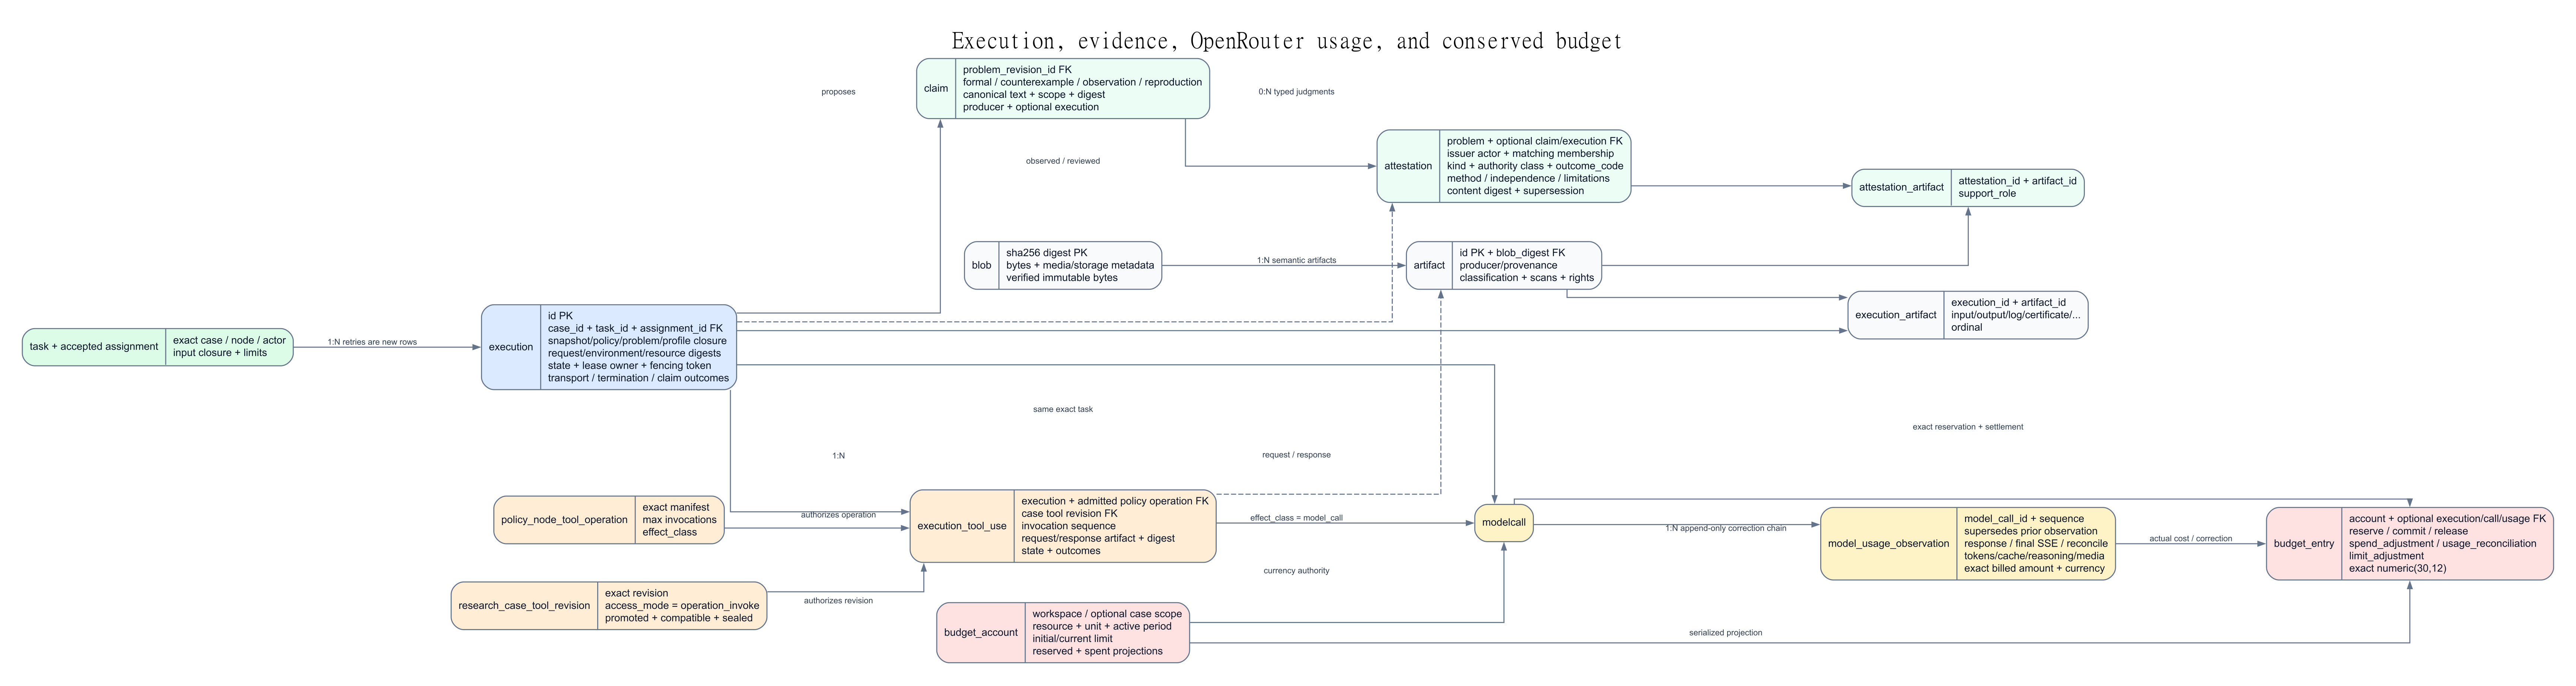 Execution, evidence, OpenRouter usage, and conserved budget
claim
problem_revision_id FK
formal / counterexample / observation / reproduction
canonical text + scope + digest
producer + optional execution
proposes
0:N typed judgments
observed / reviewed
attestation
problem + optional claim/execution FK
issuer actor + matching membership
kind + authority class + outcome_code
method / independence / limitations
content digest + supersession
attestation_artifact
attestation_id + artifact_id
support_role
blob
sha256 digest PK
bytes + media/storage metadata
verified immutable bytes
1:N semantic artifacts
artifact
id PK + blob_digest FK
producer/provenance
classification + scans + rights
execution_artifact
execution_id + artifact_id
input/output/log/certificate/...
ordinal
task + accepted assignment
exact case / node / actor
input closure + limits
1:N retries are new rows
execution
id PK
case_id + task_id + assignment_id FK
snapshot/policy/problem/profile closure
request/environment/resource digests
state + lease owner + fencing token
transport / termination / claim outcomes
same exact task
exact reservation + settlement
1:N
request / response
policy_node_tool_operation
exact manifest
max invocations
effect_class
authorizes operation
execution_tool_use
execution + admitted policy operation FK
case tool revision FK
invocation sequence
request/response artifact + digest
state + outcomes
effect_class = model_call
modelcall
1:N append-only correction chain
model_usage_observation
model_call_id + sequence
supersedes prior observation
response / final SSE / reconcile
tokens/cache/reasoning/media
exact billed amount + currency
actual cost / correction
budget_entry
account + optional execution/call/usage FK
reserve / commit / release
spend_adjustment / usage_reconciliation
limit_adjustment
exact numeric(30,12)
currency authority
research_case_tool_revision
exact revision
access_mode = operation_invoke
promoted + compatible + sealed
authorizes revision
budget_account
workspace / optional case scope
resource + unit + active period
initial/current limit
reserved + spent projections
serialized projection